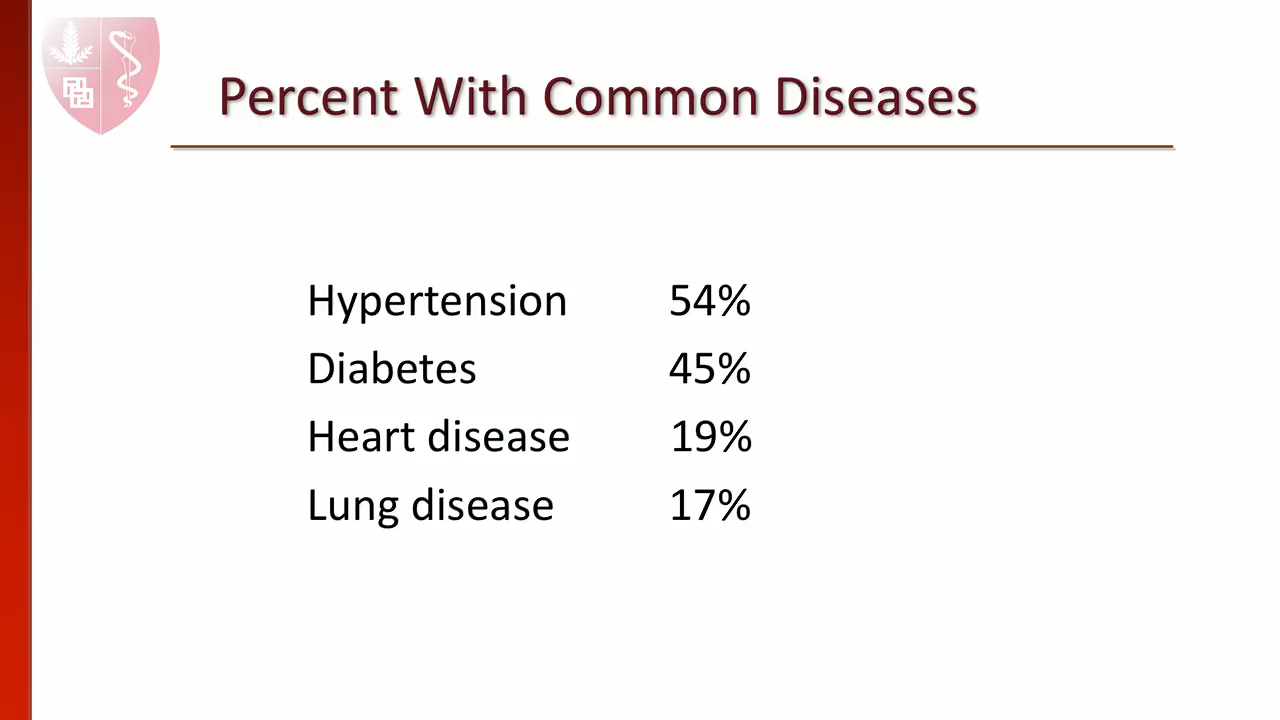 Percent With Common Diseases
Hypertension 54%
Diabetes 45%
Heart disease 19%
Lung disease 17%